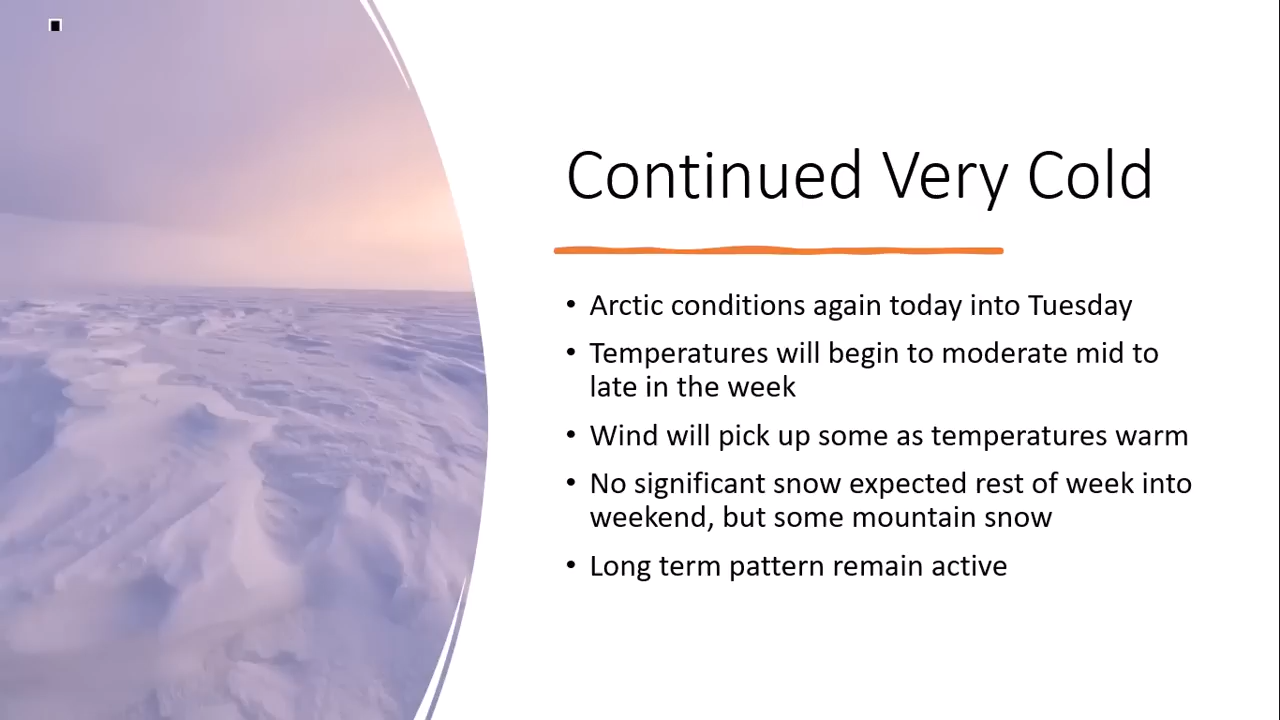 Continued Very Cold
• Arctic conditions again today into Tuesday
• Temperatures will begin to moderate mid to
late in the week
• Wind will pick up some as temperatures warm
• No significant snow expected rest of week into
weekend, but some mountain snow
• Long term pattern remain active